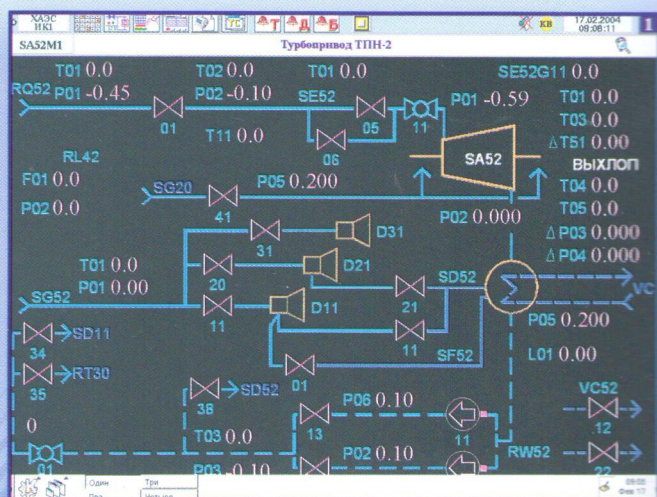 ХАЭС
ИК1
ТС
Т
Д
Б
КВ
17.02.2004
09:06:11
1
SA52M1
Турбопривод ТПН-2
T01 0.0
T02 0.0
T01 0.0
SE52G11 0.0
RQ52 P01 -0.45
P02 -0.10
SE52
P01 -0.59
T01 0.0
01
05
11
T03 0.0
T11 0.0
06
ΔT51 0.00
RL42
SA52
ВЫХЛОП
F01 0.0
SG20
P05 0.200
T04 0.0
P02 0.0
41
P02 0.000
T05 0.0
31
D31
ΔP03 0.000
ΔP04 0.000
T01 0.0
D21
P01 0.00
20
SD52
SG52
D11
21
VC
11
11
P05 0.200
34
SD11
SF52
L01 0.00
35
RT30
01
38
SD52
VC52
0
P06 0.10
T03 0.0
13
11
12
P02 0.10
RW52
01
P03 -0.10
22
Один
Три
09:05